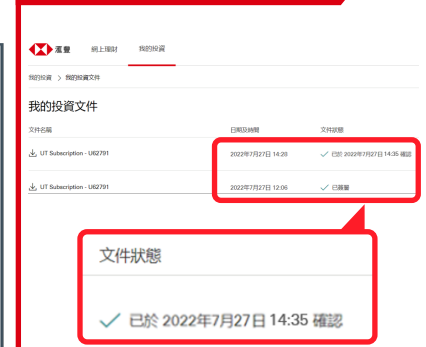 滙豐 網上理財 我的投資
我的投資 > 我的投資文件
我的投資文件
文件名稱 日期及時間 文件狀態
UT Subscription - U62791 2022年7月27日 14:28 已於 2022年7月27日 14:35 確認
UT Subscription - U62791 2022年7月27日 12:06 已簽署
文件狀態
已於 2022年7月27日 14:35 確認